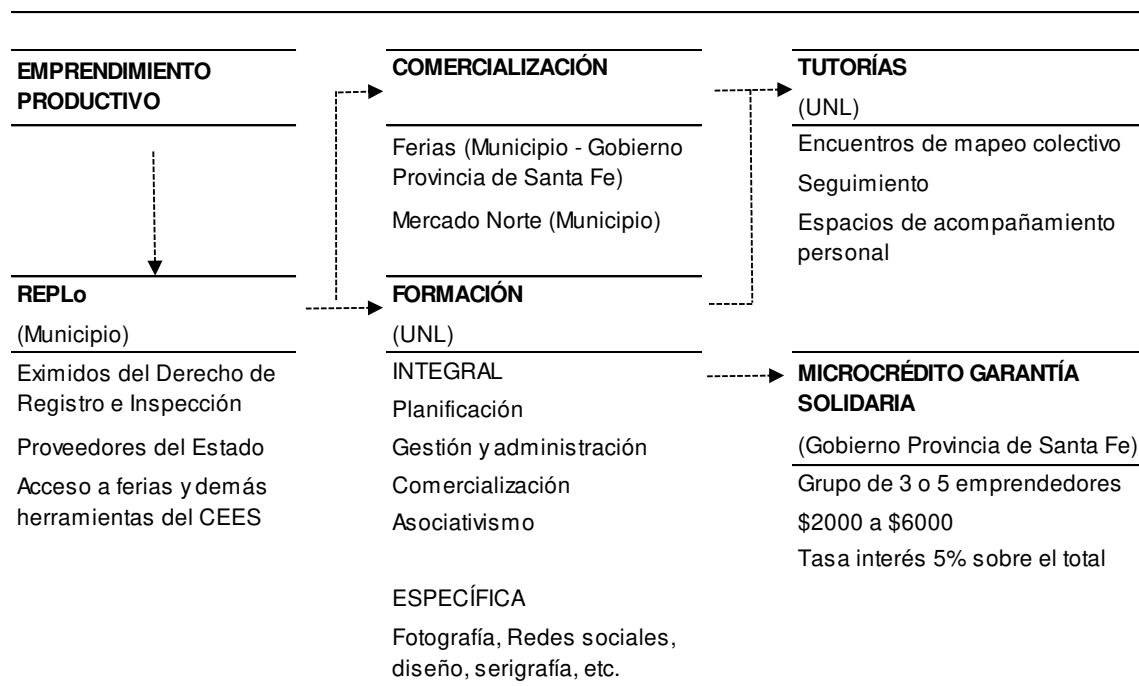 EMPRENDIMIENTO
PRODUCTIVO
REPLo
(Municipio)
Eximidos del Derecho de
Registro e Inspección
Proveedores del Estado
Acceso a ferias y demás
herramientas del CEES
COMERCIALIZACIÓN
Ferias (Municipio - Gobierno
Provincia de Santa Fe)
Mercado Norte (Municipio)
FORMACIÓN
(UNL)
INTEGRAL
Planificación
Gestión y administración
Comercialización
Asociativismo
ESPECÍFICA
Fotografía, Redes sociales,
diseño, serigrafía, etc.
TUTORÍAS
(UNL)
Encuentros de mapeo colectivo
Seguimiento
Espacios de acompañamiento
personal
MICROCRÉDITO GARANTÍA
SOLIDARIA
(Gobierno Provincia de Santa Fe)
Grupo de 3 o 5 emprendedores
$2000 a $6000
Tasa interés 5% sobre el total